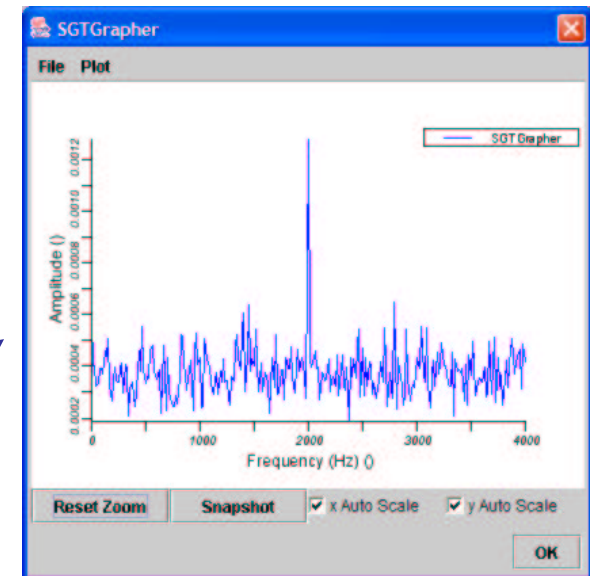 SGTGrapher
File Plot
SGTGrapher
Amplitude ()
0.0012
0.0010
0.0008
0.0006
0.0004
0.0002
0 1000 2000 3000 4000
Frequency (Hz) ()
Reset Zoom Snapshot x Auto Scale y Auto Scale
OK